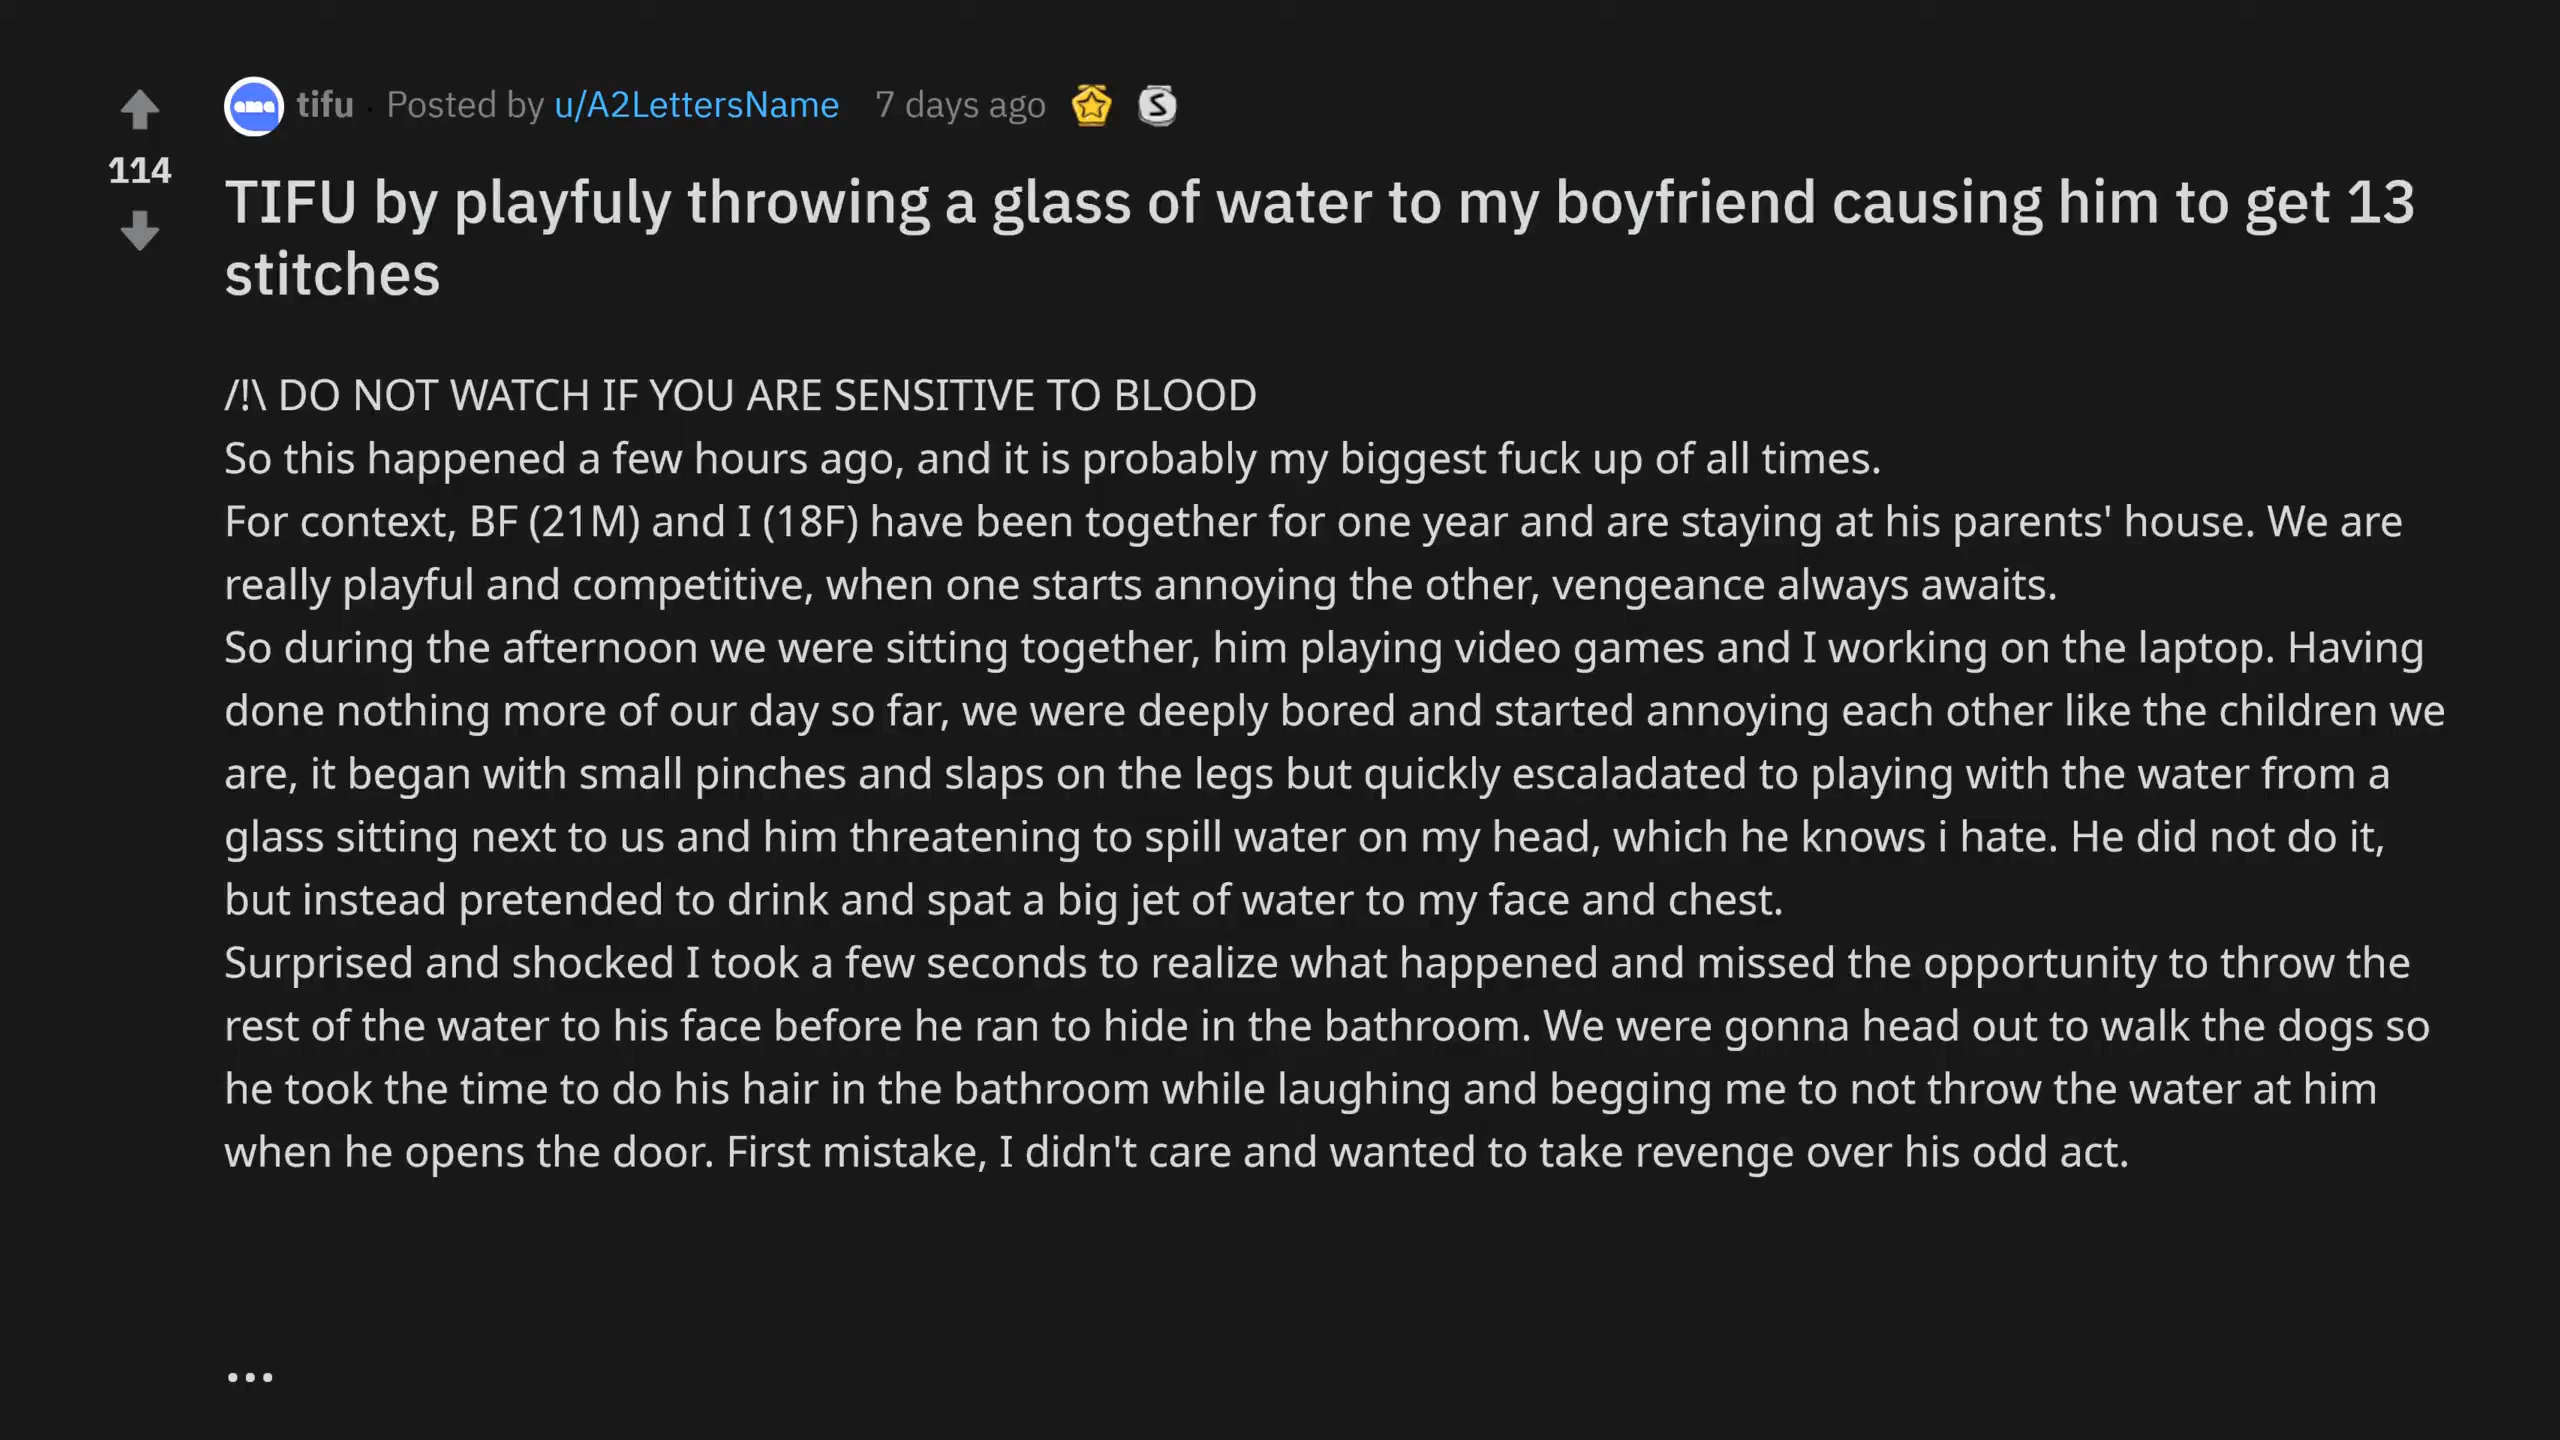 ama tifu · Posted by u/A2LettersName 7 days ago S
114
TIFU by playfuly throwing a glass of water to my boyfriend causing him to get 13
stitches
/!\ DO NOT WATCH IF YOU ARE SENSITIVE TO BLOOD
So this happened a few hours ago, and it is probably my biggest fuck up of all times.
For context, BF (21M) and I (18F) have been together for one year and are staying at his parents' house. We are
really playful and competitive, when one starts annoying the other, vengeance always awaits.
So during the afternoon we were sitting together, him playing video games and I working on the laptop. Having
done nothing more of our day so far, we were deeply bored and started annoying each other like the children we
are, it began with small pinches and slaps on the legs but quickly escaladated to playing with the water from a
glass sitting next to us and him threatening to spill water on my head, which he knows i hate. He did not do it,
but instead pretended to drink and spat a big jet of water to my face and chest.
Surprised and shocked I took a few seconds to realize what happened and missed the opportunity to throw the
rest of the water to his face before he ran to hide in the bathroom. We were gonna head out to walk the dogs so
he took the time to do his hair in the bathroom while laughing and begging me to not throw the water at him
when he opens the door. First mistake, I didn't care and wanted to take revenge over his odd act.
...